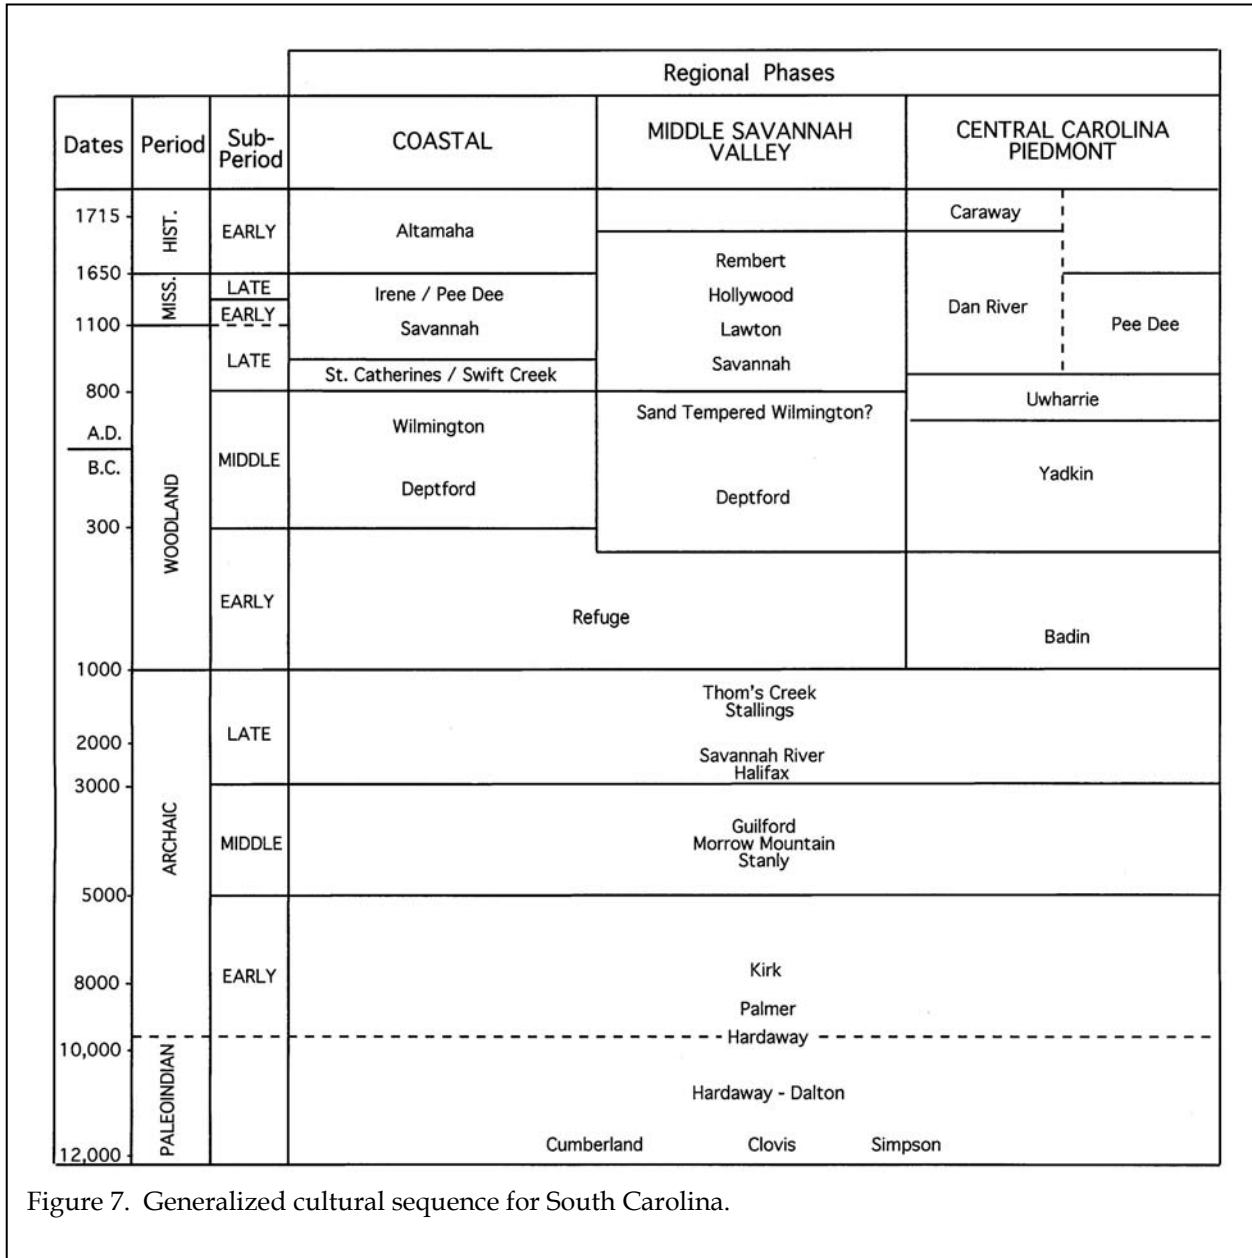 Regional Phases
Dates
Period
Sub-
Period
COASTAL
MIDDLE SAVANNAH
VALLEY
CENTRAL CAROLINA
PIEDMONT
1715
HIST.
EARLY
Altamaha
Caraway
1650
MISS.
LATE
EARLY
Irene / Pee Dee
Savannah
Rembert
Hollywood
Lawton
Savannah
Dan River
Pee Dee
1100
WOODLAND
LATE
St. Catherines / Swift Creek
800
Uwharrie
A.D.
B.C.
MIDDLE
Wilmington
Deptford
Sand Tempered Wilmington?
Deptford
Yadkin
300
EARLY
Refuge
Badin
1000
ARCHAIC
LATE
Thom's Creek
Stallings
2000
Savannah River
Halifax
3000
MIDDLE
Guilford
Morrow Mountain
Stanly
5000
EARLY
Kirk
8000
Palmer
Hardaway
10,000
PALEOINDIAN
Hardaway - Dalton
Cumberland Clovis Simpson
12,000
Figure 7. Generalized cultural sequence for South Carolina.